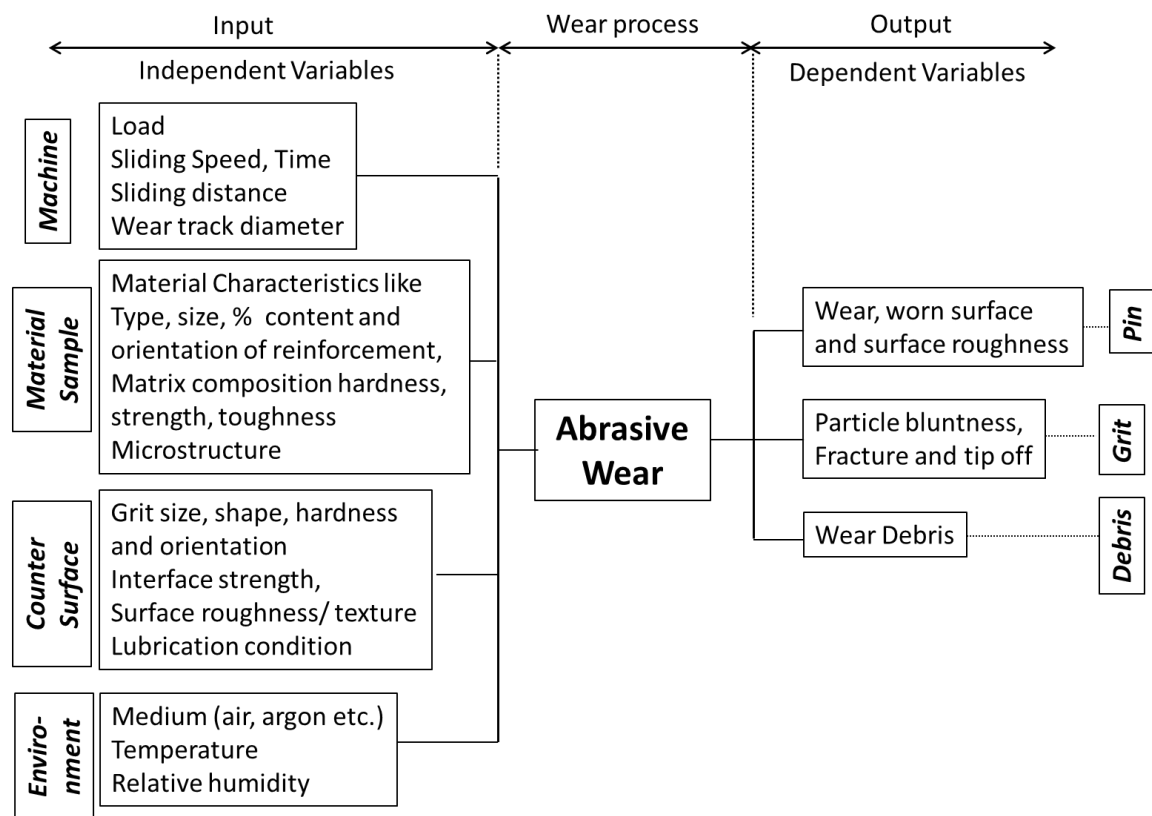 Input
Wear process
Output
Independent Variables
Dependent Variables
Machine
Load
Sliding Speed, Time
Sliding distance
Wear track diameter
Material
Sample
Material Characteristics like
Type, size, % content and
orientation of reinforcement,
Matrix composition hardness,
strength, toughness
Microstructure
Counter
Surface
Grit size, shape, hardness
and orientation
Interface strength,
Surface roughness/ texture
Lubrication condition
Enviro-
nment
Medium (air, argon etc.)
Temperature
Relative humidity
Abrasive
Wear
Wear, worn surface
and surface roughness
Pin
Particle bluntness,
Fracture and tip off
Grit
Wear Debris
Debris